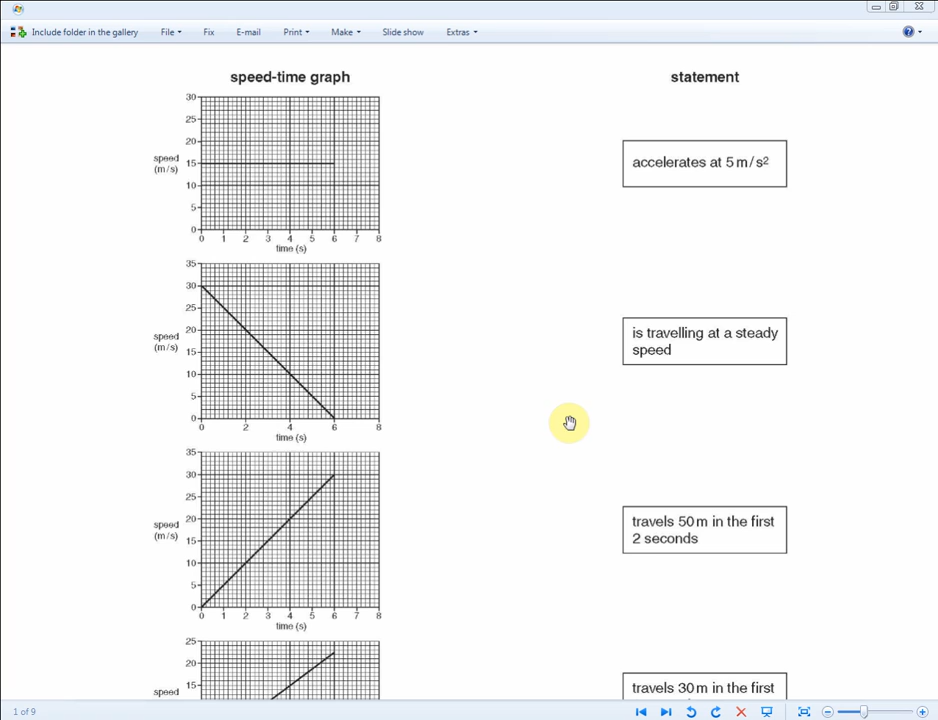 Include folder in the gallery File Fix E-mail Print Make Slide show Extras
speed-time graph statement
30
25
20
speed
(m/s)
15
10
5
0
0 1 2 3 4 5 6 7 8
time (s)
accelerates at 5 m/s²
35
30
25
20
speed
(m/s)
15
10
5
0
0 2 4 6 8
time (s)
is travelling at a steady
speed
35
30
25
20
speed
(m/s)
15
10
5
0
0 1 2 3 4 5 6 7 8
time (s)
travels 50 m in the first
2 seconds
25
20
speed
15
travels 30 m in the first
1 of 9